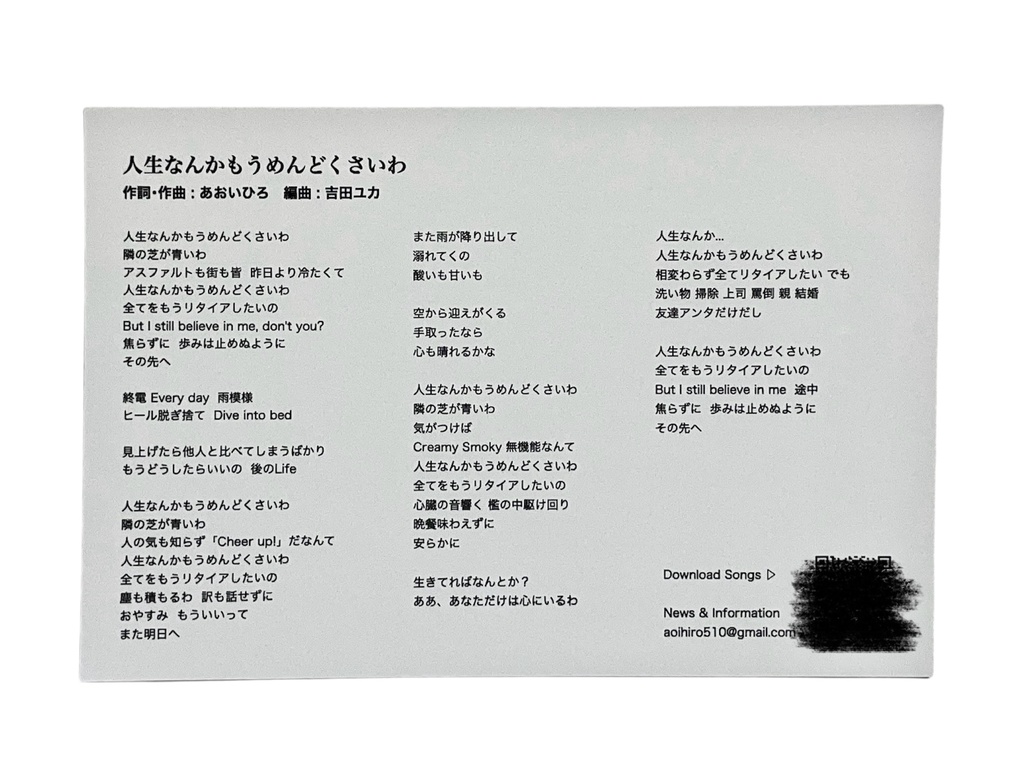 人生なんかもうめんどくさいわ
作詞・作曲：あおいひろ　編曲：吉田ユカ
人生なんかもうめんどくさいわ
隣の芝が青いわ
アスファルトも街も皆　昨日より冷たくて
人生なんかもうめんどくさいわ
全てをもうリタイアしたいの
But I still believe in me, don't you?
焦らずに　歩みは止めぬように
その先へ
終電 Every day　雨模様
ヒール脱ぎ捨て　Dive into bed
見上げたら他人と比べてしまうばかり
もうどうしたらいいの　後のLife
人生なんかもうめんどくさいわ
隣の芝が青いわ
人の気も知らず「Cheer up!」だなんて
人生なんかもうめんどくさいわ
全てをもうリタイアしたいの
塵も積もるわ　訳も話せずに
おやすみ　もういいって
また明日へ
また雨が降り出して
溺れてくの
酸いも甘いも
空から迎えがくる
手取ったなら
心も晴れるかな
人生なんかもうめんどくさいわ
隣の芝が青いわ
気がつけば
Creamy Smoky 無機能なんて
人生なんかもうめんどくさいわ
全てをもうリタイアしたいの
心臓の音響く 檻の中駆け回り
晩餐味わえずに
安らかに
生きてればなんとか？
ああ、あなただけは心にいるわ
人生なんか...
人生なんかもうめんどくさいわ
相変わらず全てリタイアしたい でも
洗い物 掃除 上司 罵倒 親 結婚
友達アンタだけだし
人生なんかもうめんどくさいわ
全てをもうリタイアしたいの
But I still believe in me　途中
焦らずに　歩みは止めぬように
その先へ
Download Songs ▷
News & Information
aoihiro510@gmail.com